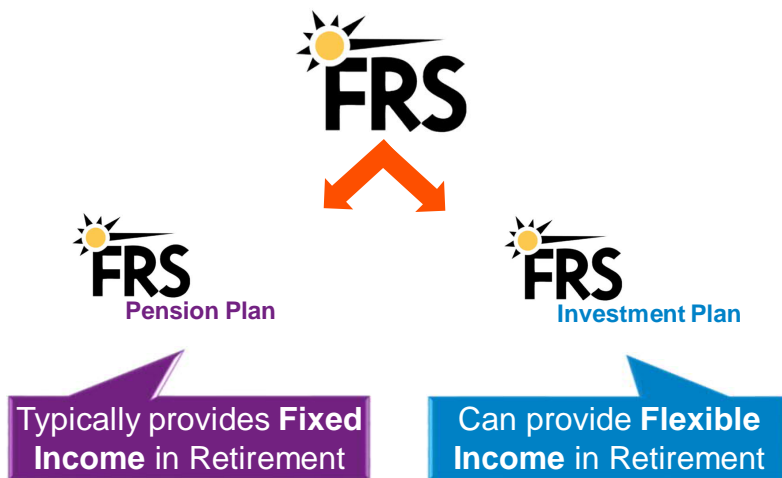 FRS
FRS
Pension Plan
FRS
Investment Plan
Typically provides Fixed
Income in Retirement
Can provide Flexible
Income in Retirement